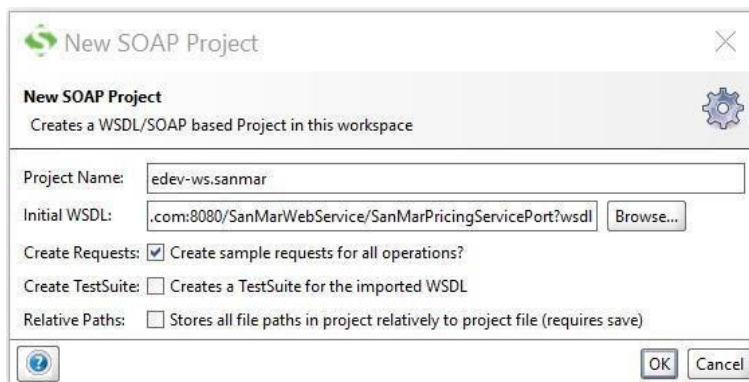 New SOAP Project
New SOAP Project
Creates a WSDL/SOAP based Project in this workspace
Project Name: edev-ws.sanmar
Initial WSDL: .com:8080/SanMarWebService/SanMarPricingServicePort?wsdl Browse...
Create Requests: Create sample requests for all operations?
Create TestSuite: Creates a TestSuite for the imported WSDL
Relative Paths: Stores all file paths in project relatively to project file (requires save)
? OK Cancel